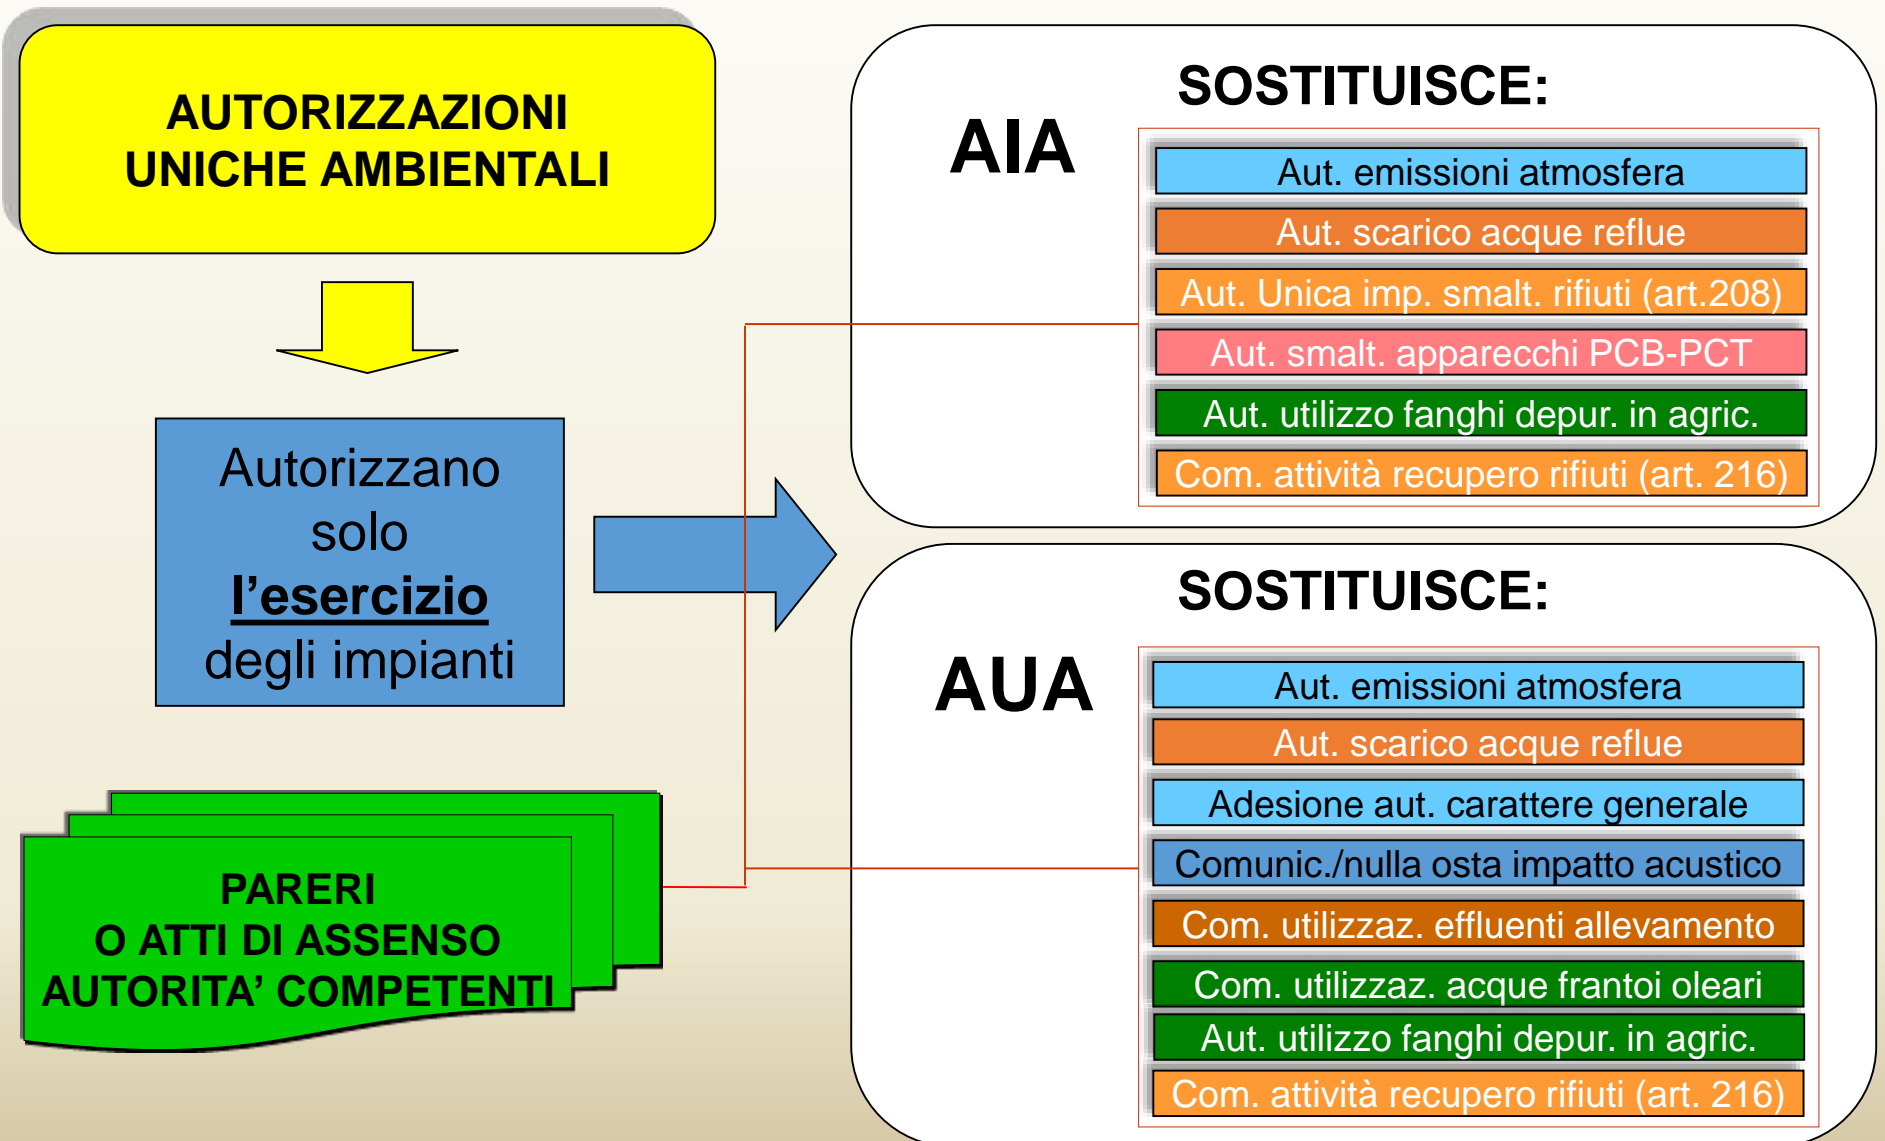 AUTORIZZAZIONI
UNICHE AMBIENTALI
Autorizzano
solo
l’esercizio
degli impianti
PARERI
O ATTI DI ASSENSO
AUTORITA’ COMPETENTI
SOSTITUISCE:
AIA
Aut. emissioni atmosfera
Aut. scarico acque reflue
Aut. Unica imp. smalt. rifiuti (art.208)
Aut. smalt. apparecchi PCB-PCT
Aut. utilizzo fanghi depur. in agric.
Com. attività recupero rifiuti (art. 216)
SOSTITUISCE:
AUA
Aut. emissioni atmosfera
Aut. scarico acque reflue
Adesione aut. carattere generale
Comunic./nulla osta impatto acustico
Com. utilizzaz. effluenti allevamento
Com. utilizzaz. acque frantoi oleari
Aut. utilizzo fanghi depur. in agric.
Com. attività recupero rifiuti (art. 216)